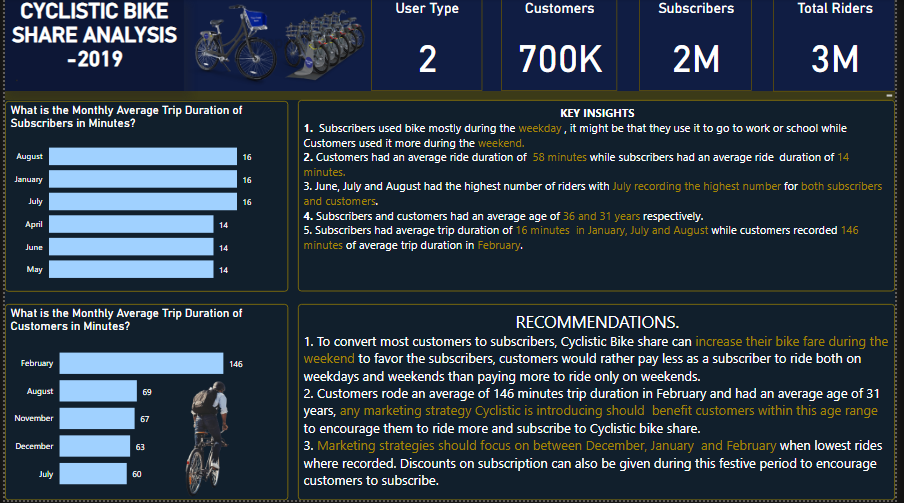 CYCLISTIC BIKE
SHARE ANALYSIS
-2019
User Type
2
Customers
700K
Subscribers
2M
Total Riders
3M
What is the Monthly Average Trip Duration of
Subscribers in Minutes?
August 16
January 16
July 16
April 14
June 14
May 14
KEY INSIGHTS
1. Subscribers used bike mostly during the weekday , it might be that they use it to go to work or school while
Customers used it more during the weekend.
2. Customers had an average ride duration of 58 minutes while subscribers had an average ride duration of 14
minutes.
3. June, July and August had the highest number of riders with July recording the highest number for both subscribers
and customers.
4. Subscribers and customers had an average age of 36 and 31 years respectively.
5. Subscribers had average trip duration of 16 minutes in January, July and August while customers recorded 146
minutes of average trip duration in February.
What is the Monthly Average Trip Duration of
Customers in Minutes?
February 146
August 69
November 67
December 63
July 60
RECOMMENDATIONS.
1. To convert most customers to subscribers, Cyclistic Bike share can increase their bike fare during the
weekend to favor the subscribers, customers would rather pay less as a subscriber to ride both on
weekdays and weekends than paying more to ride only on weekends.
2. Customers rode an average of 146 minutes trip duration in February and had an average age of 31
years, any marketing strategy Cyclistic is introducing should benefit customers within this age range
to encourage them to ride more and subscribe to Cyclistic bike share.
3. Marketing strategies should focus on between December, January and February when lowest rides
where recorded. Discounts on subscription can also be given during this festive period to encourage
customers to subscribe.